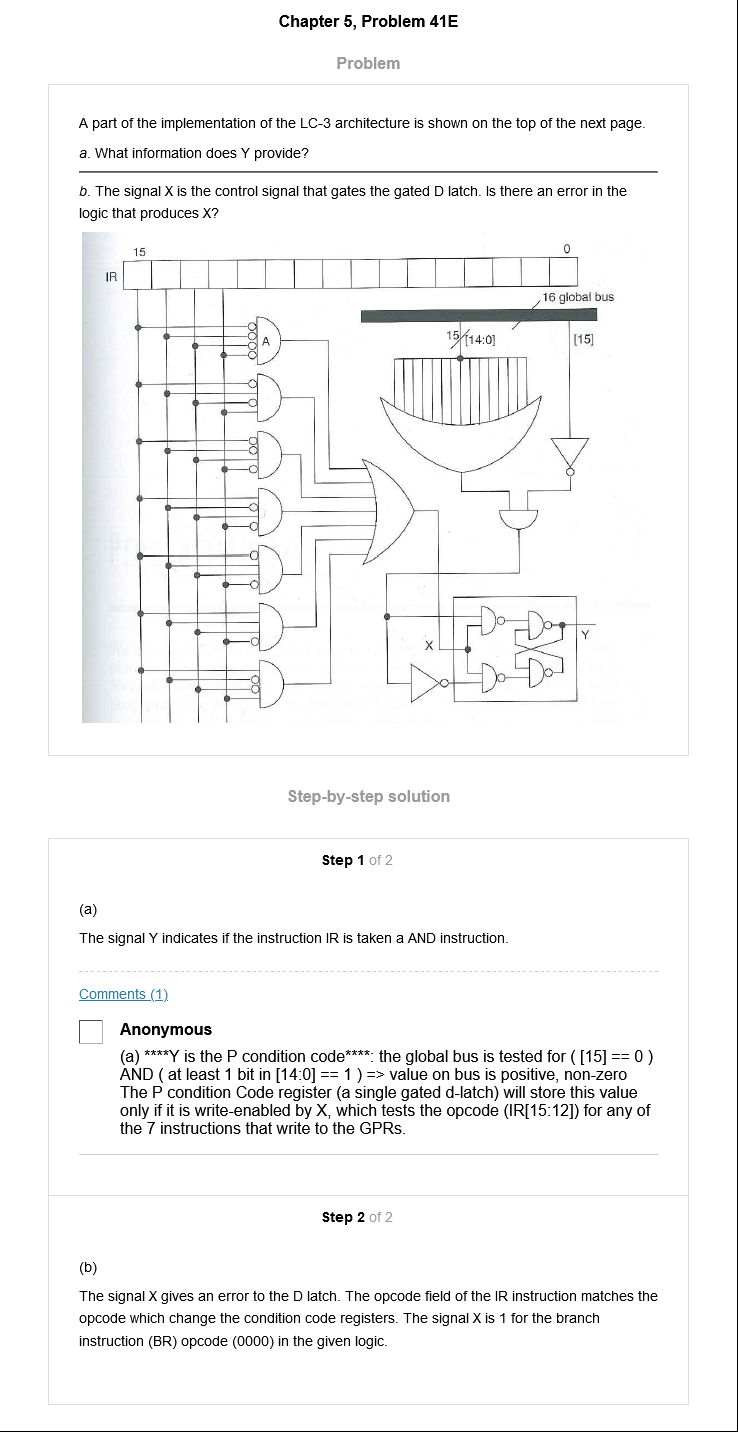 Chapter 5, Problem 41E
Problem
A part of the implementation of the LC-3 architecture is shown on the top of the next page.
a. What information does Y provide?
b. The signal X is the control signal that gates the gated D latch. Is there an error in the
logic that produces X?
15
0
IR
16 global bus
A
15
[14:0]
[15]
X
Y
Step-by-step solution
Step 1 of 2
(a)
The signal Y indicates if the instruction IR is taken a AND instruction.
Comments (1)
Anonymous
(a) ****Y is the P condition code****: the global bus is tested for ( [15] == 0 )
AND ( at least 1 bit in [14:0] == 1 ) => value on bus is positive, non-zero
The P condition Code register (a single gated d-latch) will store this value
only if it is write-enabled by X, which tests the opcode (IR[15:12]) for any of
the 7 instructions that write to the GPRs.
Step 2 of 2
(b)
The signal X gives an error to the D latch. The opcode field of the IR instruction matches the
opcode which change the condition code registers. The signal X is 1 for the branch
instruction (BR) opcode (0000) in the given logic.